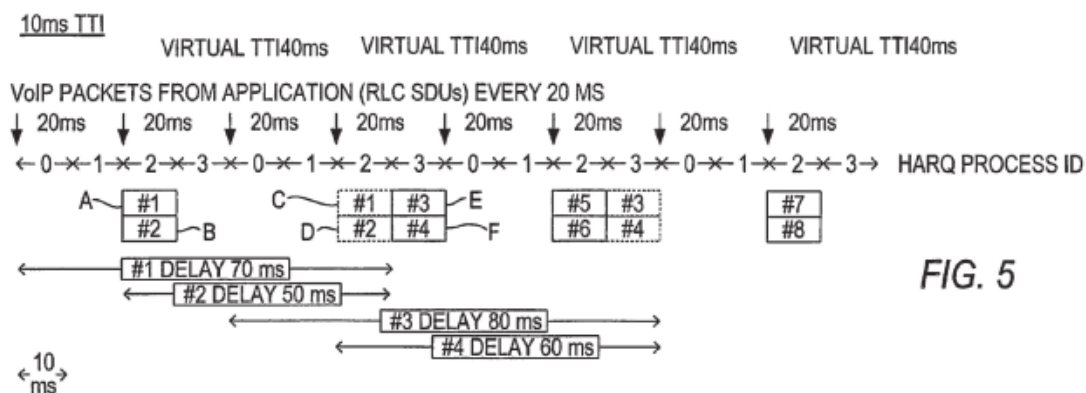 10ms TTI
VIRTUAL TTI40ms VIRTUAL TTI40ms VIRTUAL TTI40ms VIRTUAL TTI40ms
VoIP PACKETS FROM APPLICATION (RLC SDUs) EVERY 20 MS
20ms 20ms 20ms 20ms 20ms 20ms 20ms 20ms
0 1 2 3 0 1 2 3 0 1 2 3 0 1 2 3 HARQ PROCESS ID
A #1 C #1 #3 E #5 #3 #7
#2 B D #2 #4 F #6 #4 #8
#1 DELAY 70 ms
#2 DELAY 50 ms
#3 DELAY 80 ms
#4 DELAY 60 ms
FIG. 5
10
ms